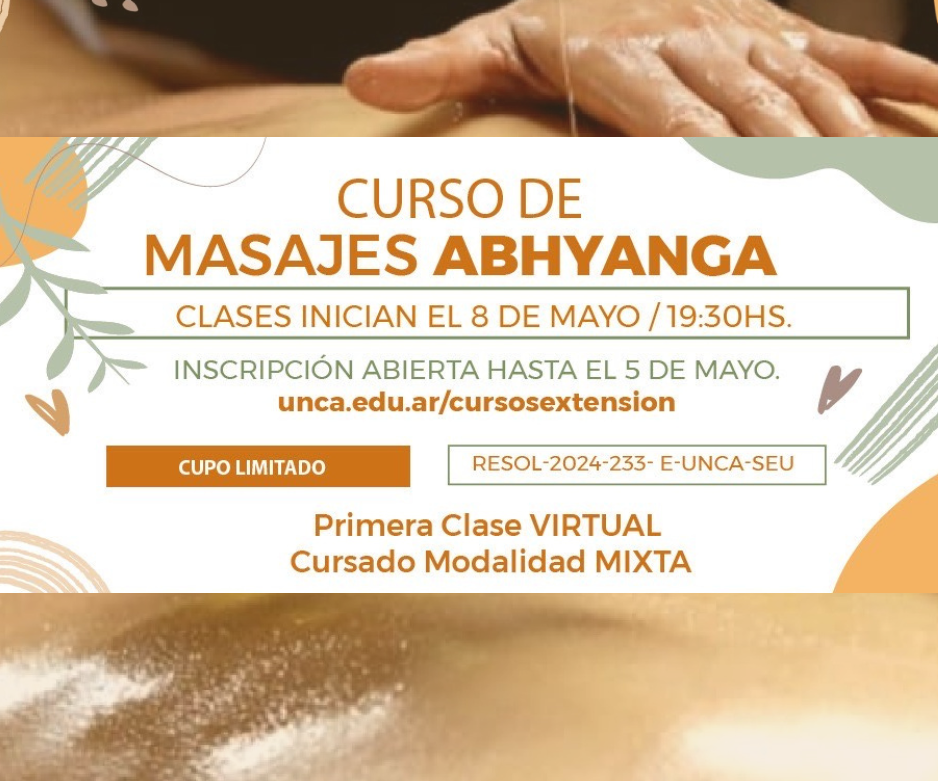 CURSO DE
MASAJES ABHYANGA
CLASES INICIAN EL 8 DE MAYO / 19:30HS.
INSCRIPCIÓN ABIERTA HASTA EL 5 DE MAYO.
unca.edu.ar/cursosextension
CUPO LIMITADO
RESOL-2024-233- E-UNCA-SEU
Primera Clase VIRTUAL
Cursado Modalidad MIXTA